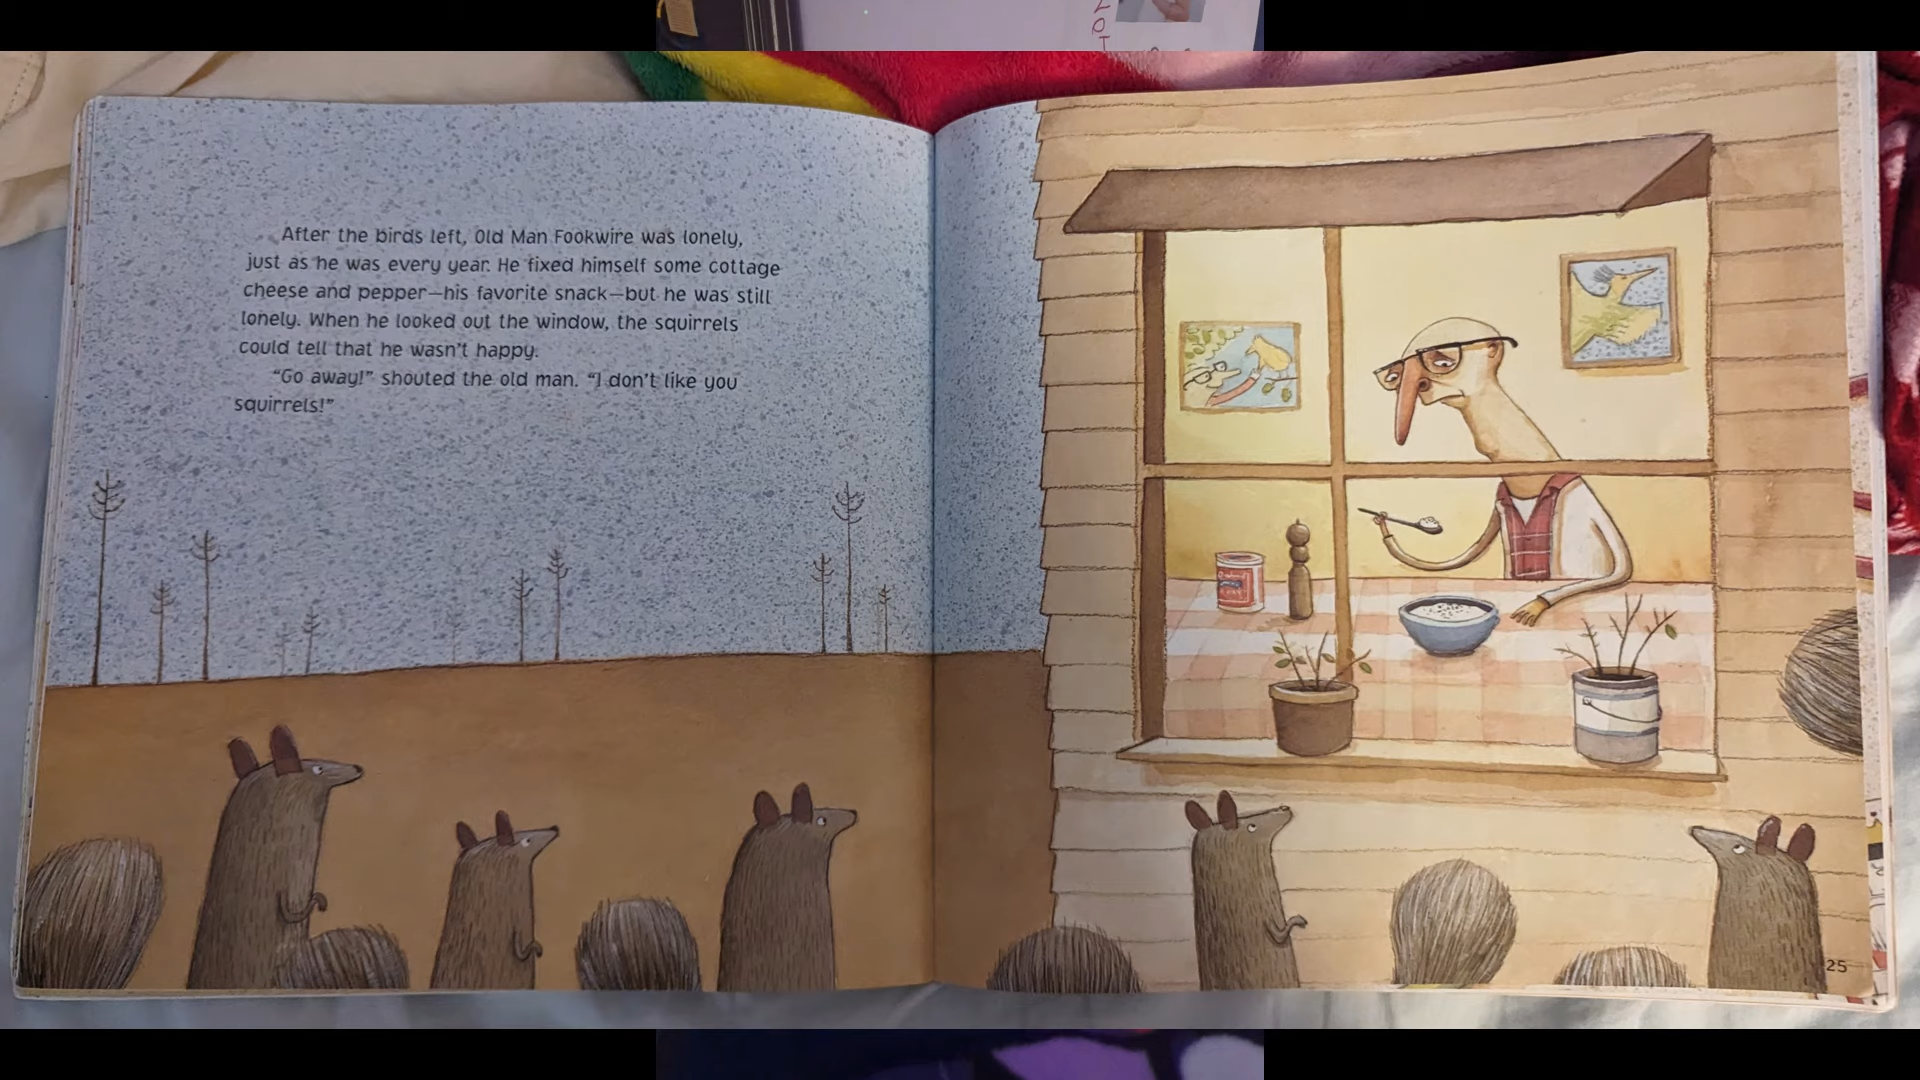 After the birds left, Old Man Fookwire was lonely,
just as he was every year. He fixed himself some cottage
cheese and pepper—his favorite snack—but he was still
lonely. When he looked out the window, the squirrels
could tell that he wasn't happy.
"Go away!" shouted the old man. "I don't like you
squirrels!"
25